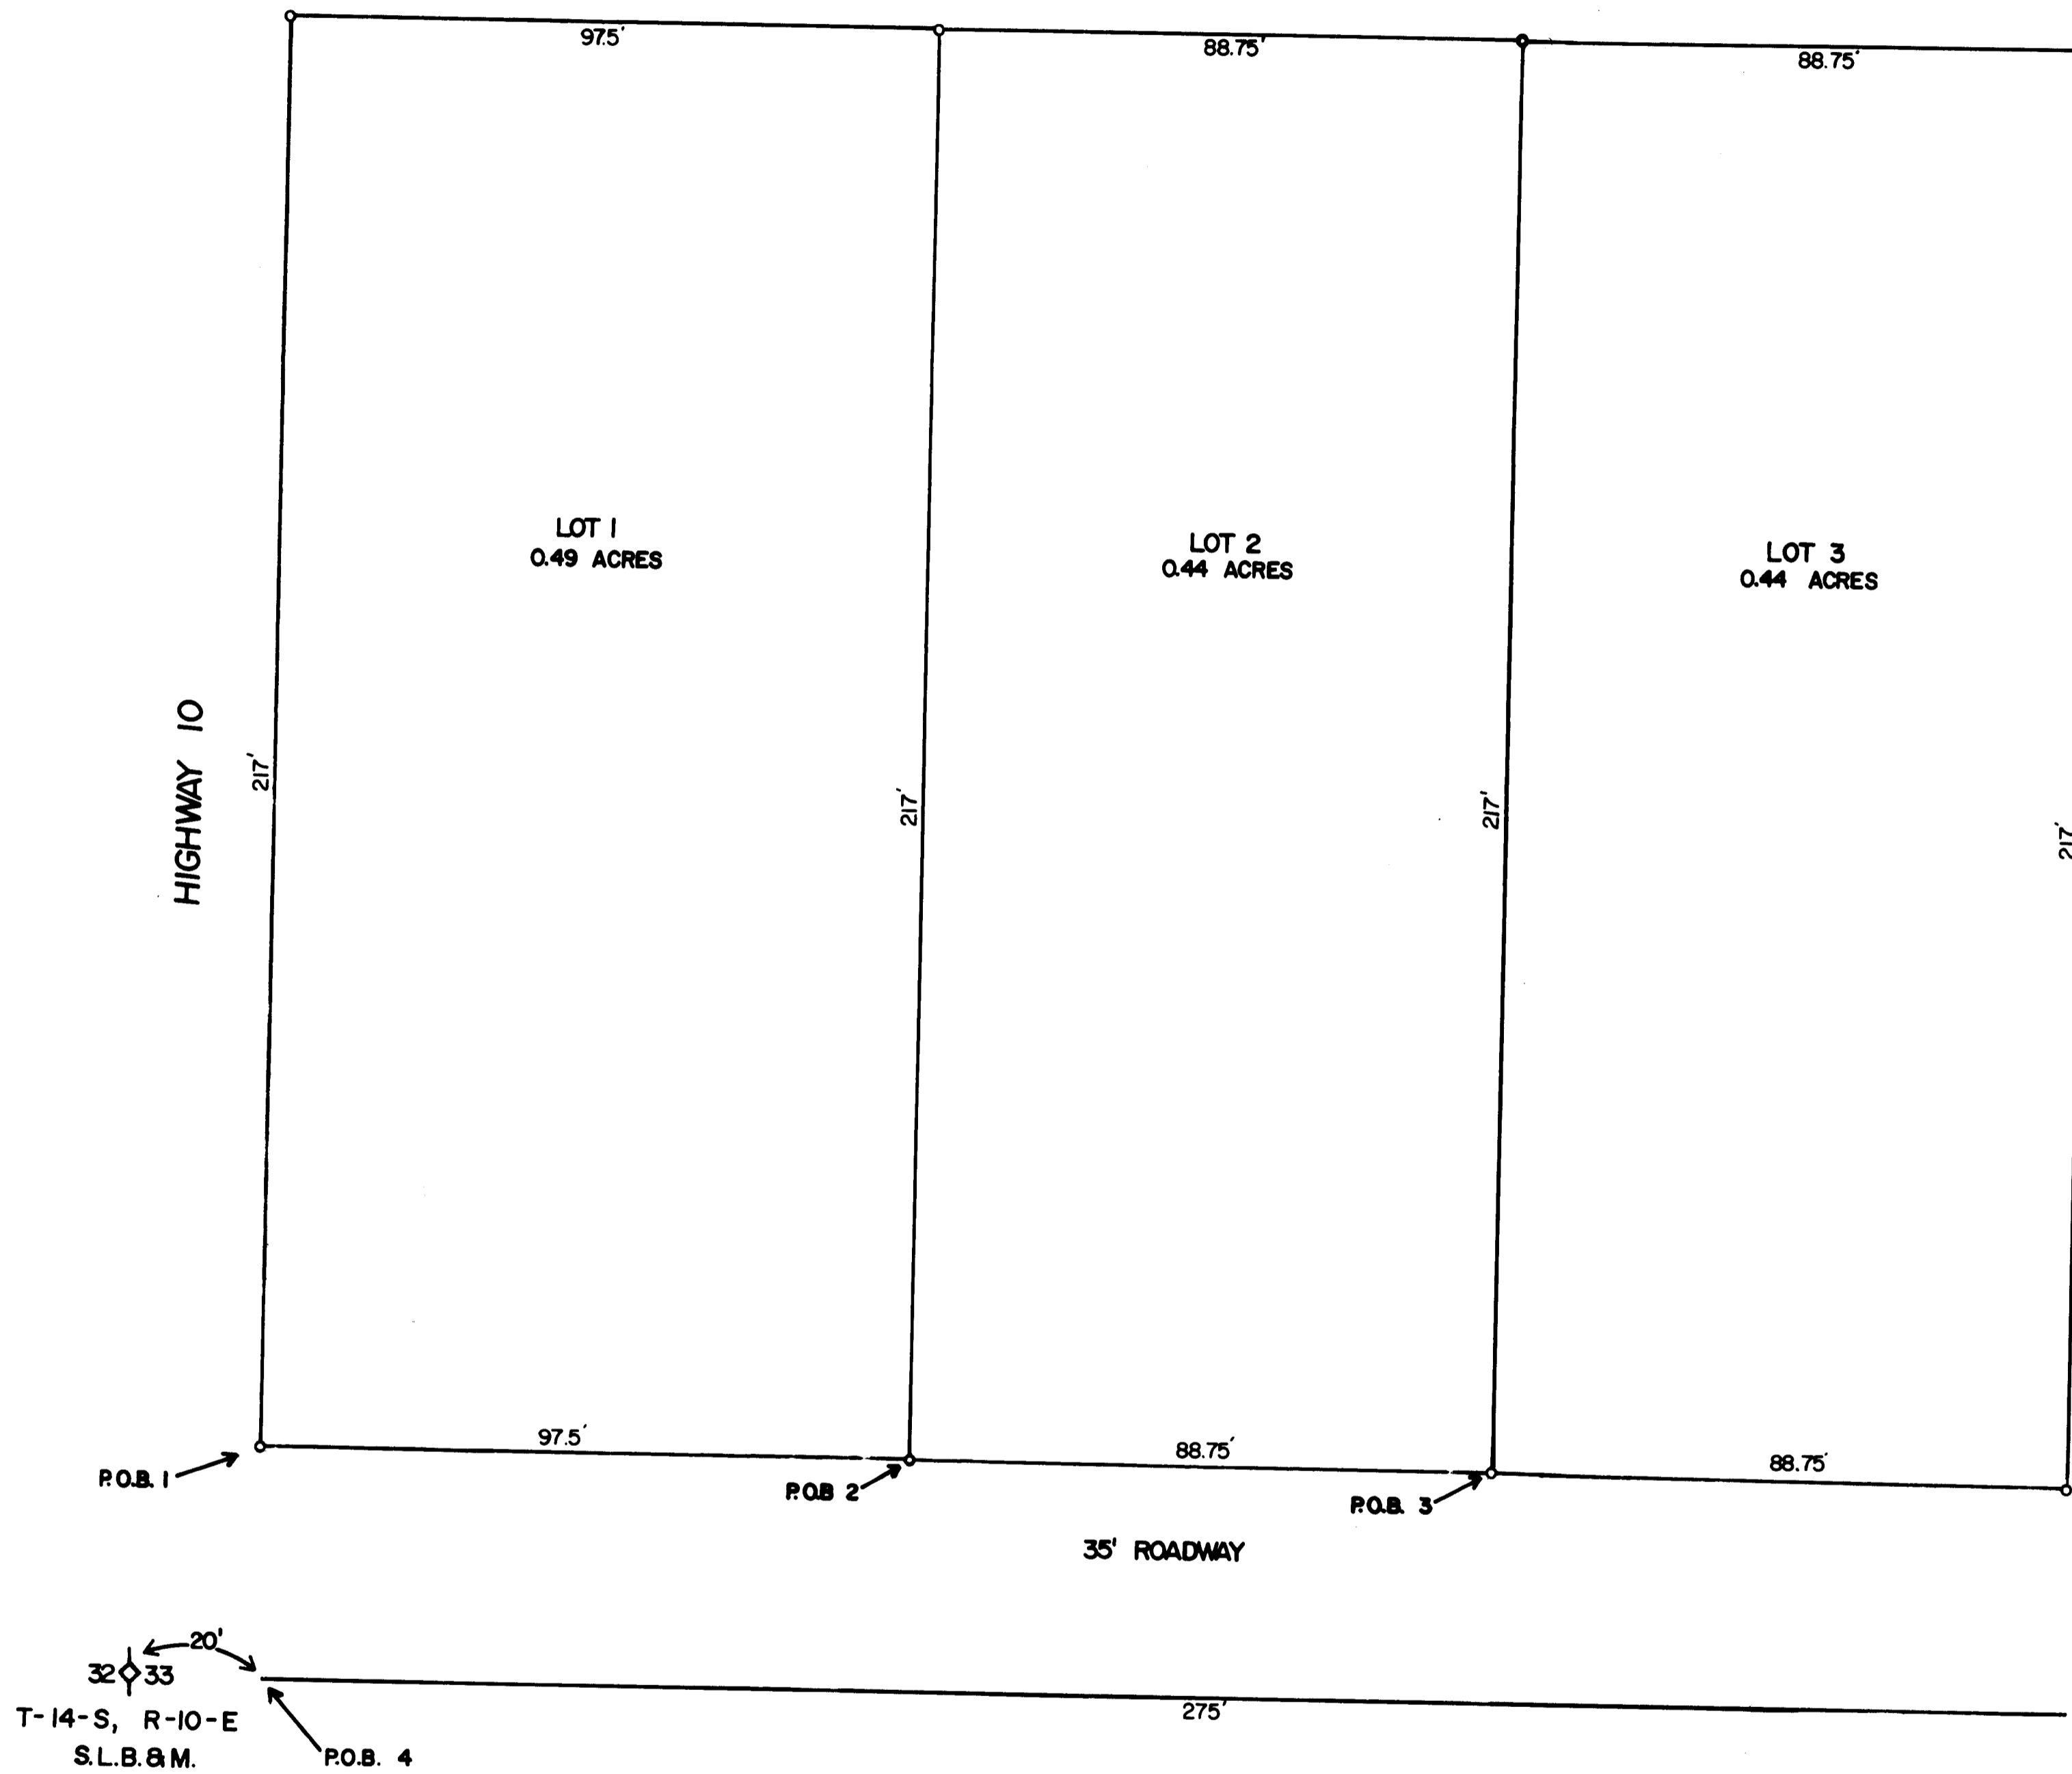 97.5'
88.75'
88.75'
LOT 1
0.49 ACRES
LOT 2
0.44 ACRES
LOT 3
0.44 ACRES
HIGHWAY 10
217'
217'
217'
217'
97.5'
88.75'
88.75'
P.O.B. 1
P.O.B 2
P.O.B. 3
35' ROADWAY
20'
32 33
T-14-S, R-10-E
S.L.B.&M.
275'
P.O.B. 4